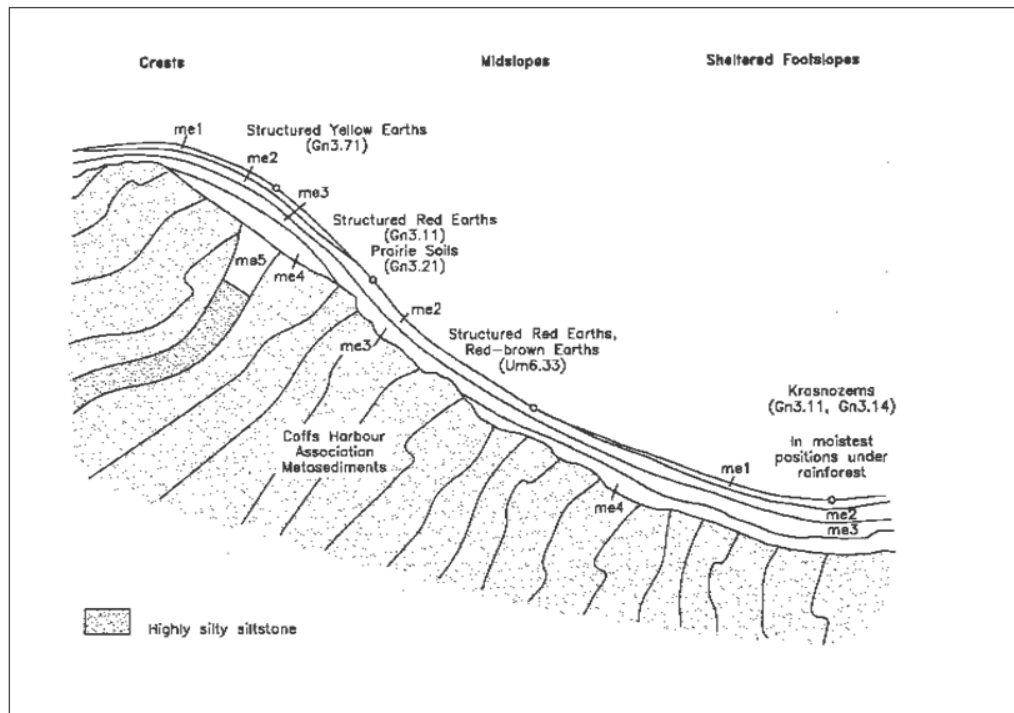 Crests
Midslopes
Sheltered Footslopes
me1
Structured Yellow Earths
(Gn3.71)
me2
me3
Structured Red Earths
(Gn3.11)
Prairie Soils
(Gn3.21)
me5
me4
me2
me3
Structured Red Earths,
Red-brown Earths
(Um6.33)
Krasnozems
(Gn3.11, Gn3.14)
In moistest
positions under
rainforest
Coffs Harbour
Association
Metasediments
me1
me4
me2
me3
Highly silty siltstone